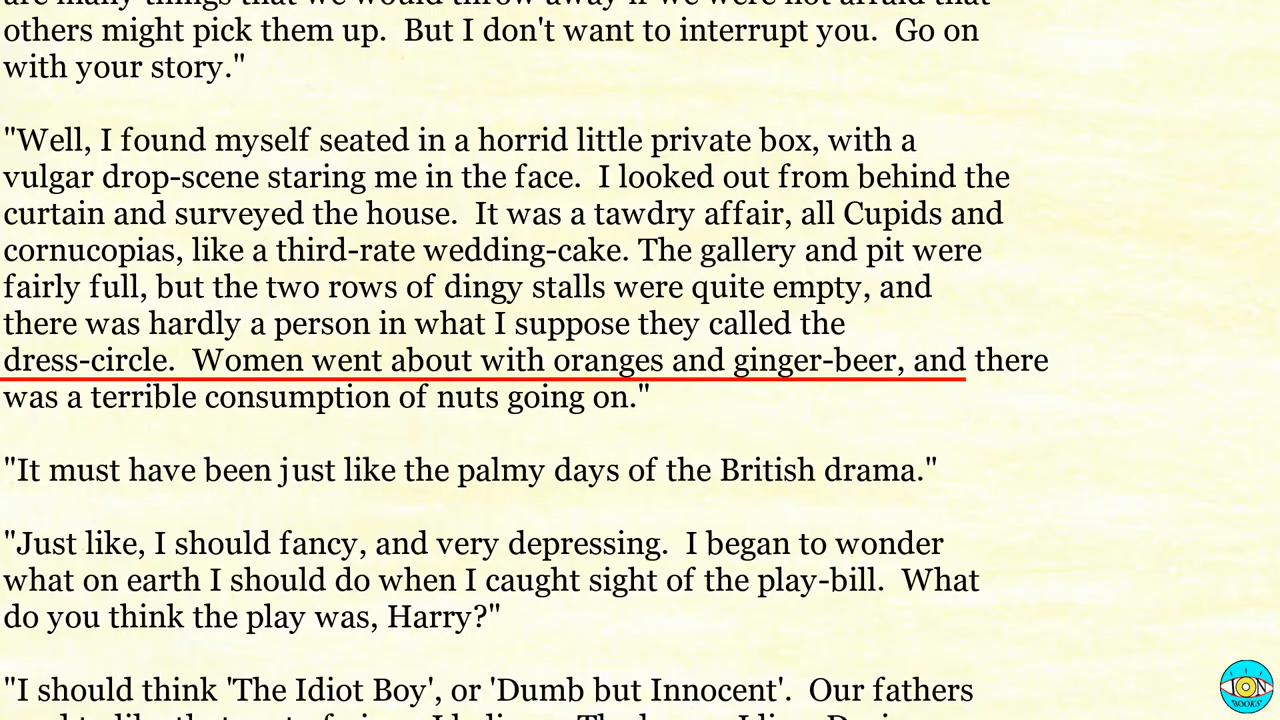 others might pick them up.  But I don't want to interrupt you.  Go on
with your story."
"Well, I found myself seated in a horrid little private box, with a
vulgar drop-scene staring me in the face.  I looked out from behind the
curtain and surveyed the house.  It was a tawdry affair, all Cupids and
cornucopias, like a third-rate wedding-cake. The gallery and pit were
fairly full, but the two rows of dingy stalls were quite empty, and
there was hardly a person in what I suppose they called the
dress-circle.  Women went about with oranges and ginger-beer, and there
was a terrible consumption of nuts going on."
"It must have been just like the palmy days of the British drama."
"Just like, I should fancy, and very depressing.  I began to wonder
what on earth I should do when I caught sight of the play-bill.  What
do you think the play was, Harry?"
"I should think 'The Idiot Boy', or 'Dumb but Innocent'.  Our fathers
ION
BOOKS